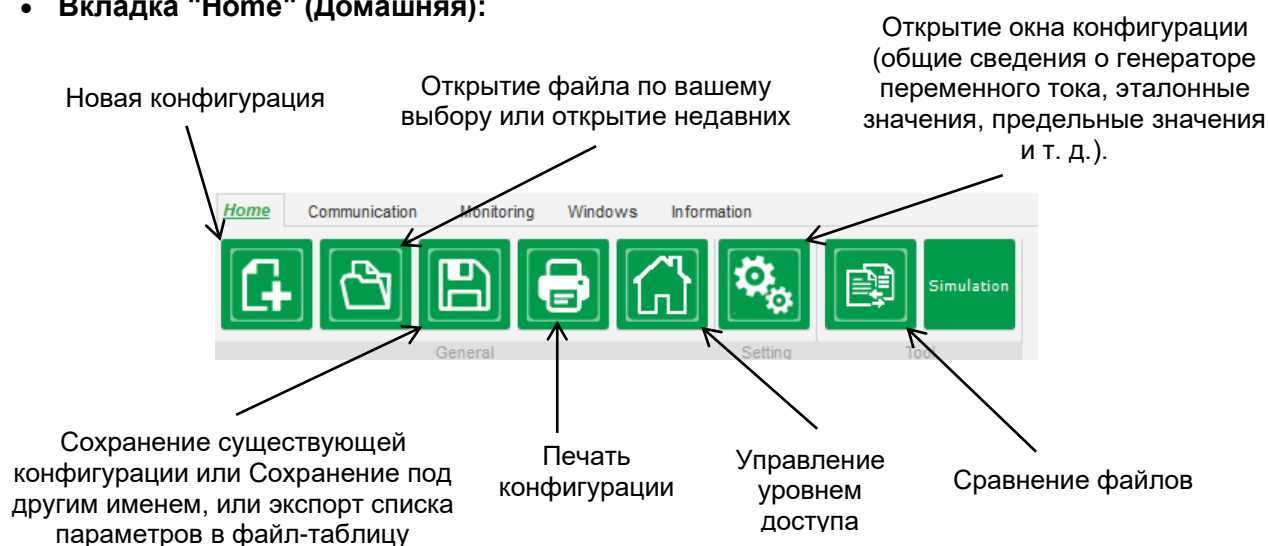 • Вкладка "Home" (Домашняя):
Открытие окна конфигурации
(общие сведения о генераторе
переменного тока, эталонные
значения, предельные значения
и т. д.).
Открытие файла по вашему
выбору или открытие недавних
Новая конфигурация
Home Communication Monitoring Windows Information
Simulation
General Setting Tool
Сохранение существующей
конфигурации или Сохранение под
другим именем, или экспорт списка
параметров в файл-таблицу
Печать
конфигурации
Управление
уровнем
доступа
Сравнение файлов